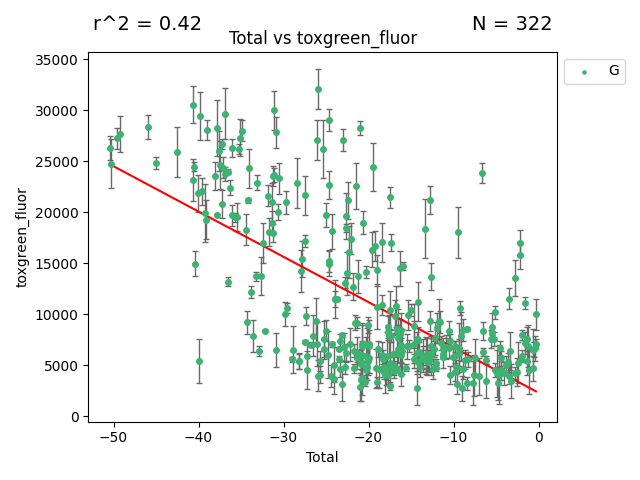 r^2 = 0.42
N = 322
Total vs toxgreen_fluor
G
35000
30000
25000
20000
15000
10000
5000
0
toxgreen_fluor
−50
−40
−30
−20
−10
0
Total